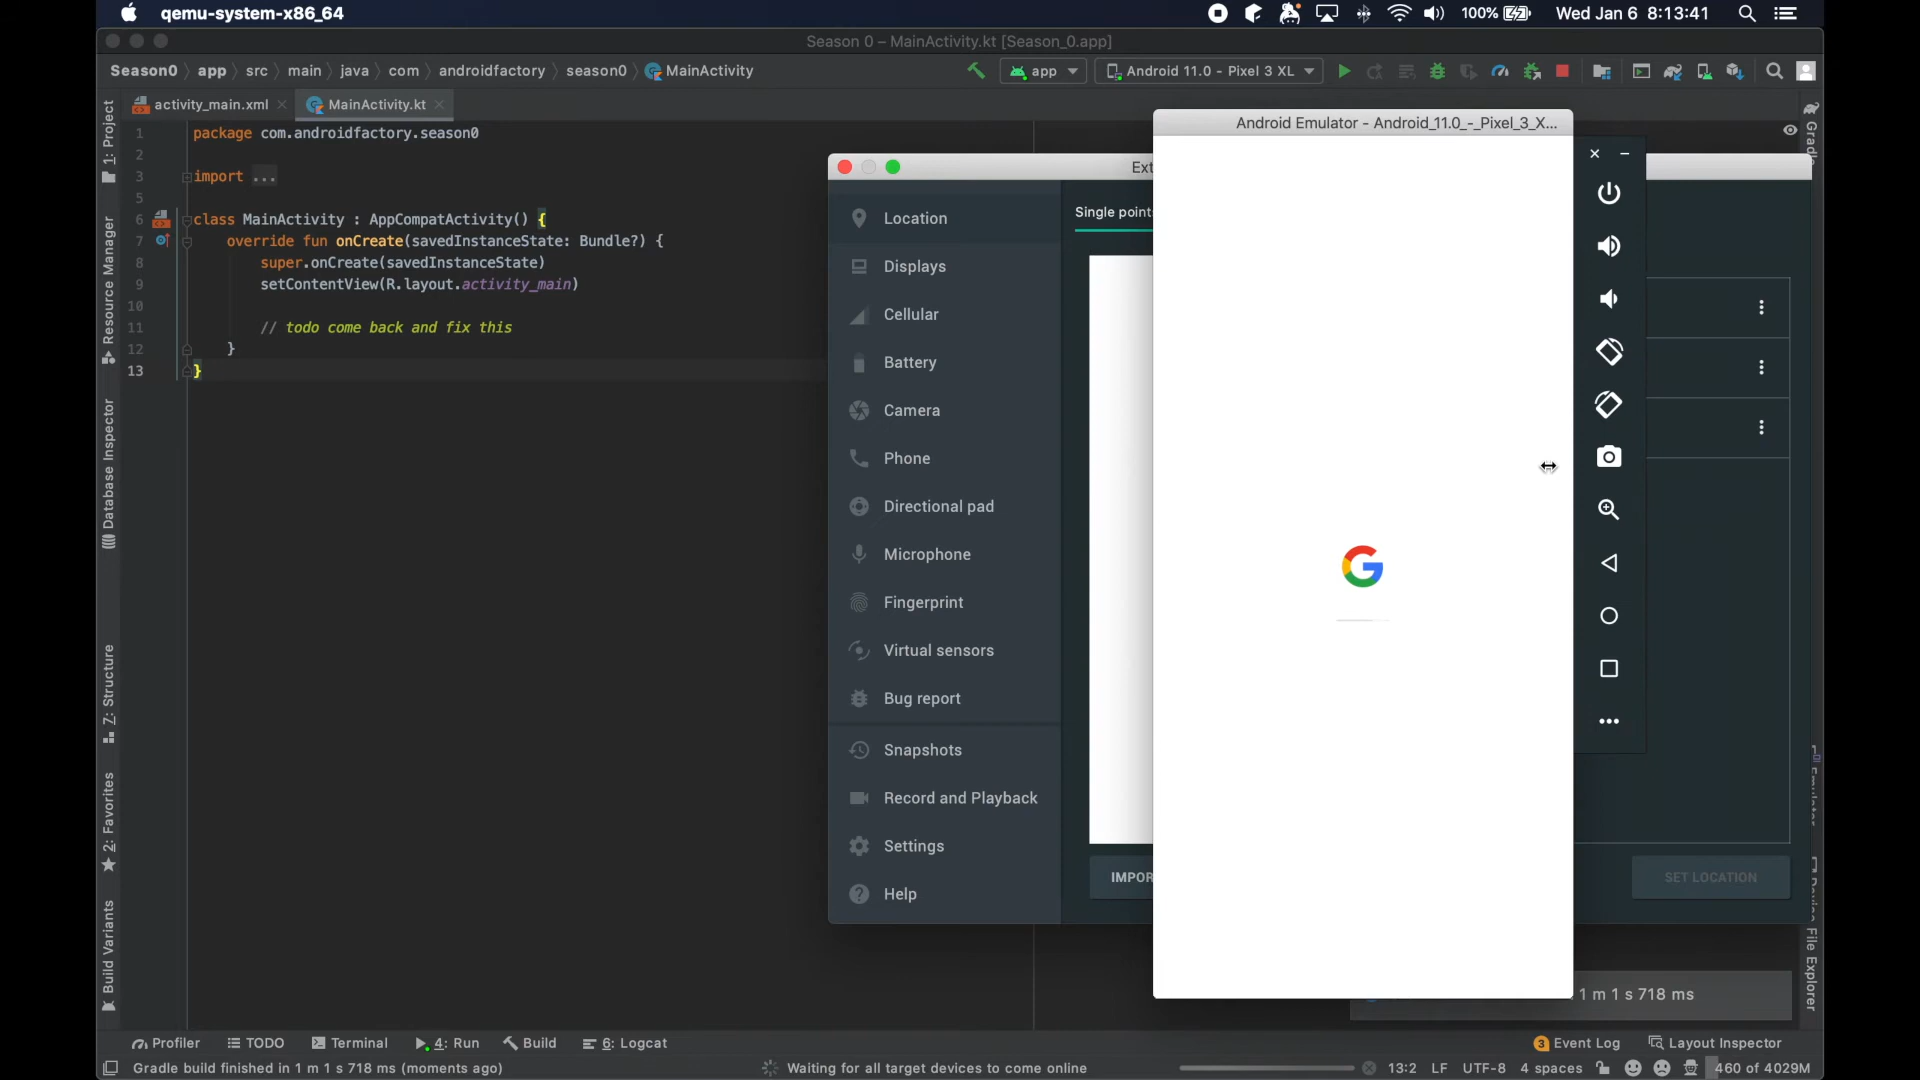 qemu-system-x86_64
100%
Wed Jan 6 8:13:41
Season 0 – MainActivity.kt [Season_0.app]
Season0 app src main java com androidfactory season0 MainActivity
app
Android 11.0 - Pixel 3 XL
activity_main.xml
MainActivity.kt
1: Project
Resource Manager
Database Inspector
Z: Structure
2: Favorites
Build Variants
1 package com.androidfactory.season0
2
3 import ...
5
6 class MainActivity : AppCompatActivity() {
7 override fun onCreate(savedInstanceState: Bundle?) {
8 super.onCreate(savedInstanceState)
9 setContentView(R.layout.activity_main)
10
11 // todo come back and fix this
12 }
13 }
Ext
Location
Displays
Cellular
Battery
Camera
Phone
Directional pad
Microphone
Fingerprint
Virtual sensors
Bug report
Snapshots
Record and Playback
Settings
Help
Single point
IMPOR
SET LOCATION
Android Emulator - Android_11.0_-_Pixel_3_X...
G
Emulator
Device File Explorer
1 m 1 s 718 ms
Profiler
TODO
Terminal
4: Run
Build
6: Logcat
3 Event Log
Layout Inspector
Gradle build finished in 1 m 1 s 718 ms (moments ago)
Waiting for all target devices to come online
13:2 LF UTF-8 4 spaces
460 of 4029M